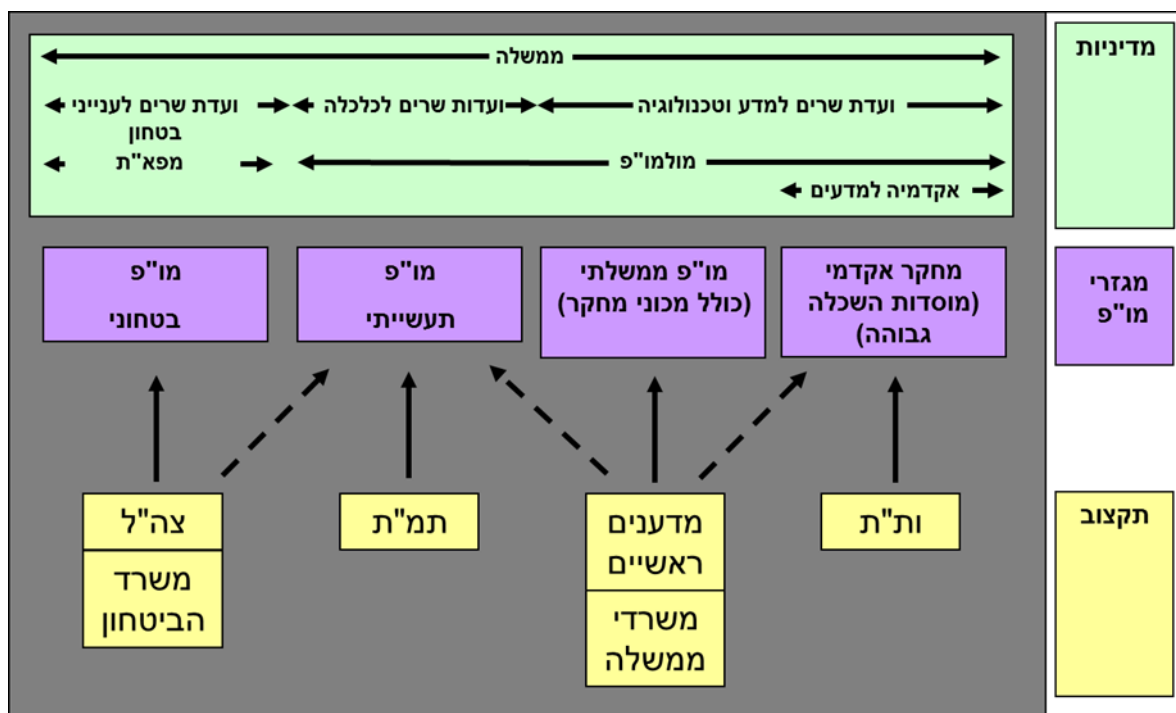 מדיניות
ממשלה
ועדת שרים למדע וטכנולוגיה
ועדות שרים לכלכלה
ועדת שרים לענייני
בטחון
מולמו"פ
מפא"ת
אקדמיה למדעים
מגזרי
מו"פ
מחקר אקדמי
(מוסדות השכלה
גבוהה)
מו"פ ממשלתי
(כולל מכוני מחקר)
מו"פ
תעשייתי
מו"פ
בטחוני
תקצוב
ות"ת
מדענים
ראשיים
משרדי
ממשלה
תמ"ת
צה"ל
משרד
הביטחון